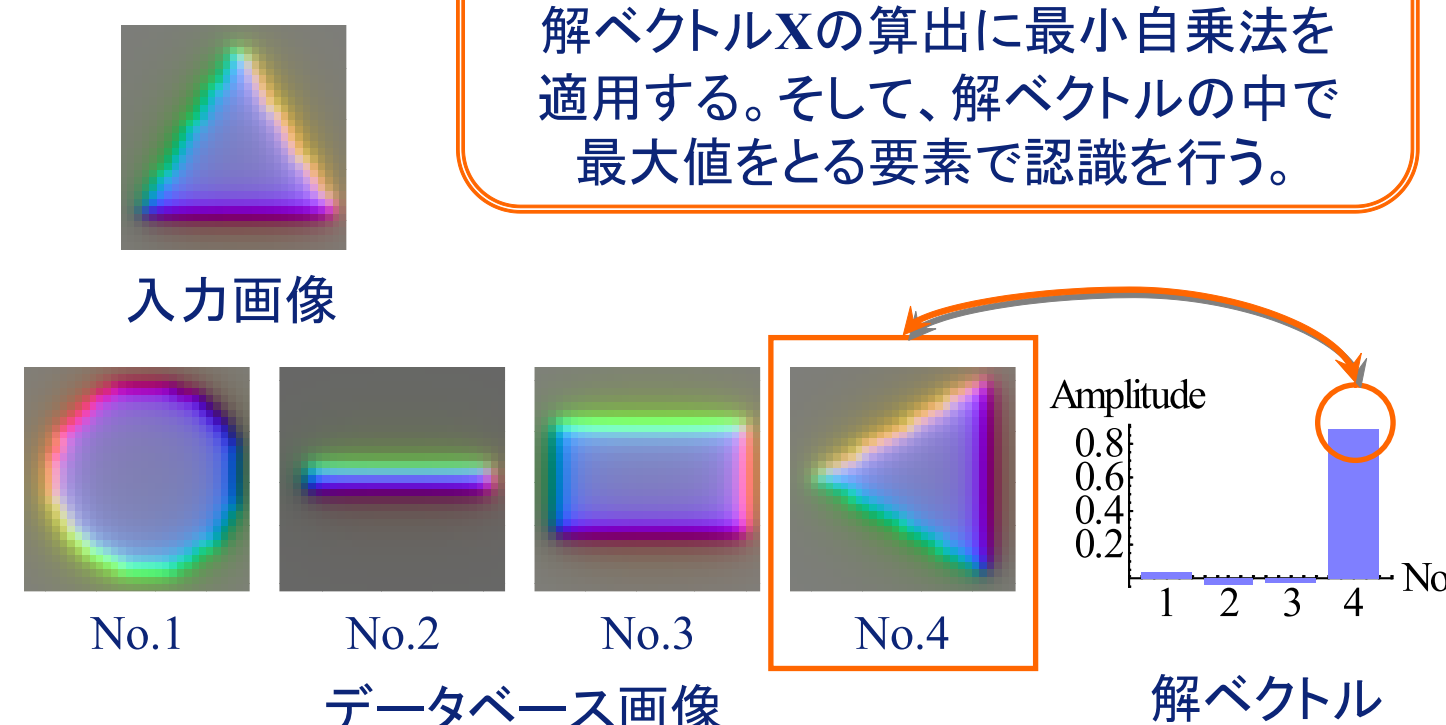 解ベクトルXの算出に最小自乗法を
適用する。そして、解ベクトルの中で
最大値をとる要素で認識を行う。
入力画像
Amplitude
0.8
0.6
0.4
0.2
1 2 3 4
No
No.1 No.2 No.3 No.4
データベース画像
解ベクトル